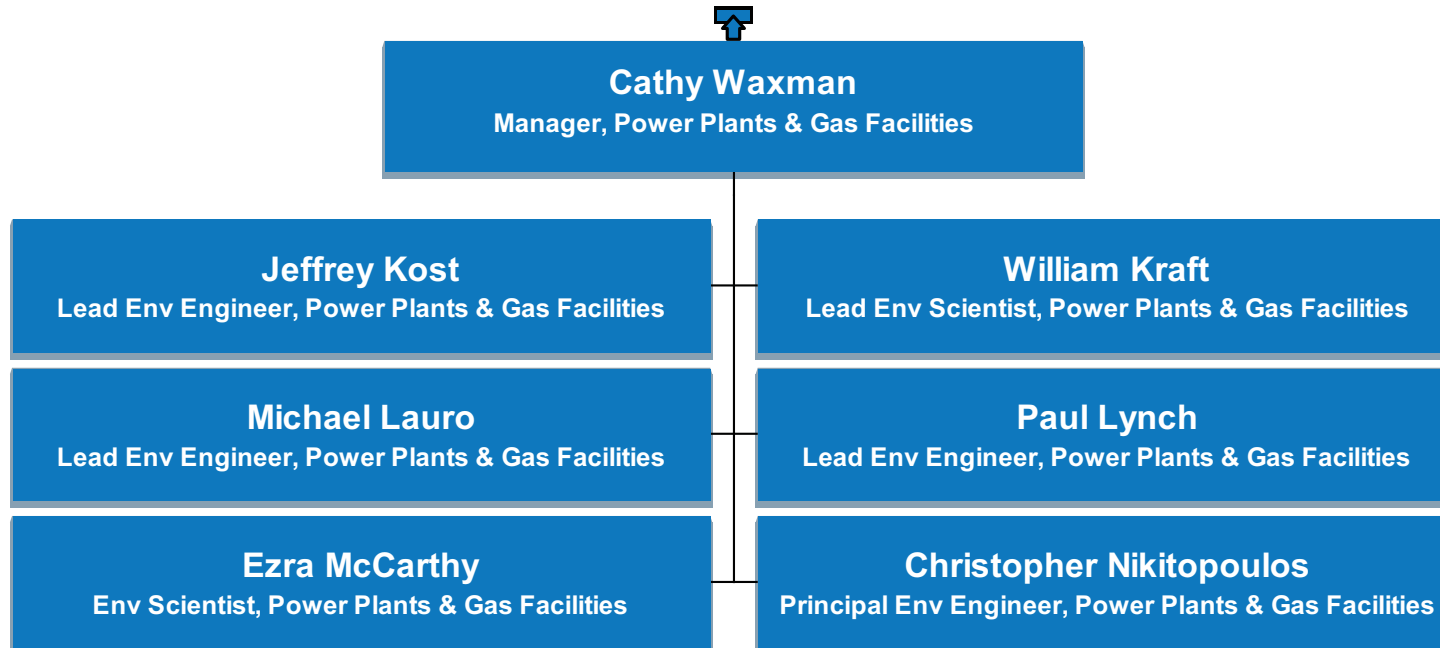 Cathy Waxman
Manager, Power Plants & Gas Facilities
Jeffrey Kost
Lead Env Engineer, Power Plants & Gas Facilities
William Kraft
Lead Env Scientist, Power Plants & Gas Facilities
Michael Lauro
Lead Env Engineer, Power Plants & Gas Facilities
Paul Lynch
Lead Env Engineer, Power Plants & Gas Facilities
Ezra McCarthy
Env Scientist, Power Plants & Gas Facilities
Christopher Nikitopoulos
Principal Env Engineer, Power Plants & Gas Facilities